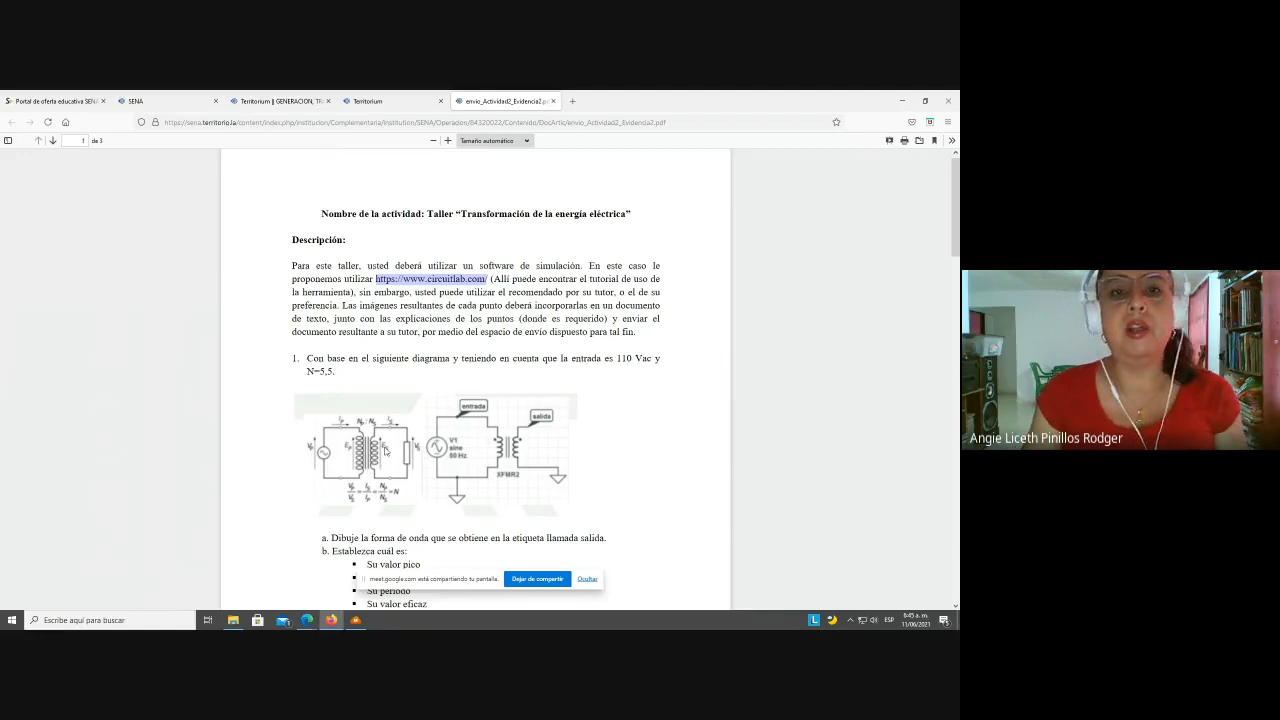 Portal de oferta educativa SENA
SENA
Territorium || GENERACION, TR
Territorium
envio_Actividad2_Evidencia2.pd
https://sena.territorio.la/content/index.php/institucion/Complementaria/institution/SENA/Operacion/84320022/Contenido/DocArtic/envio_Actividad2_Evidencia2.pdf
1 de 3
Tamaño automático
Nombre de la actividad: Taller “Transformación de la energía eléctrica”
Descripción:
Para este taller, usted deberá utilizar un software de simulación. En este caso le
proponemos utilizar https://www.circuitlab.com/ (Allí puede encontrar el tutorial de uso de
la herramienta), sin embargo, usted puede utilizar el recomendado por su tutor, o el de su
preferencia. Las imágenes resultantes de cada punto deberá incorporarlas en un documento
de texto, junto con las explicaciones de los puntos (donde es requerido) y enviar el
documento resultante a su tutor, por medio del espacio de envío dispuesto para tal fin.
1. Con base en el siguiente diagrama y teniendo en cuenta que la entrada es 110 Vac y
N=5,5.
entrada
salida
V1
sine
60 Hz
XFMR2
a. Dibuje la forma de onda que se obtiene en la etiqueta llamada salida.
b. Establezca cuál es:
Su valor pico
meet.google.com está compartiendo tu pantalla.
Dejar de compartir
Ocultar
Su periodo
Su valor eficaz
Angie Liceth Pinillos Rodger
Escribe aquí para buscar
ESP
8:45 a. m.
11/06/2021